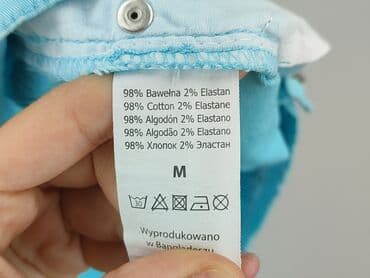 98% Bawełna 2% Elastan
98% Cotton 2% Elastane
98% Algodón 2% Elastano
98% Algodão 2% Elastano
98% Хлопок 2% Эластан
M
Wyprodukowano
w Bangladeszu